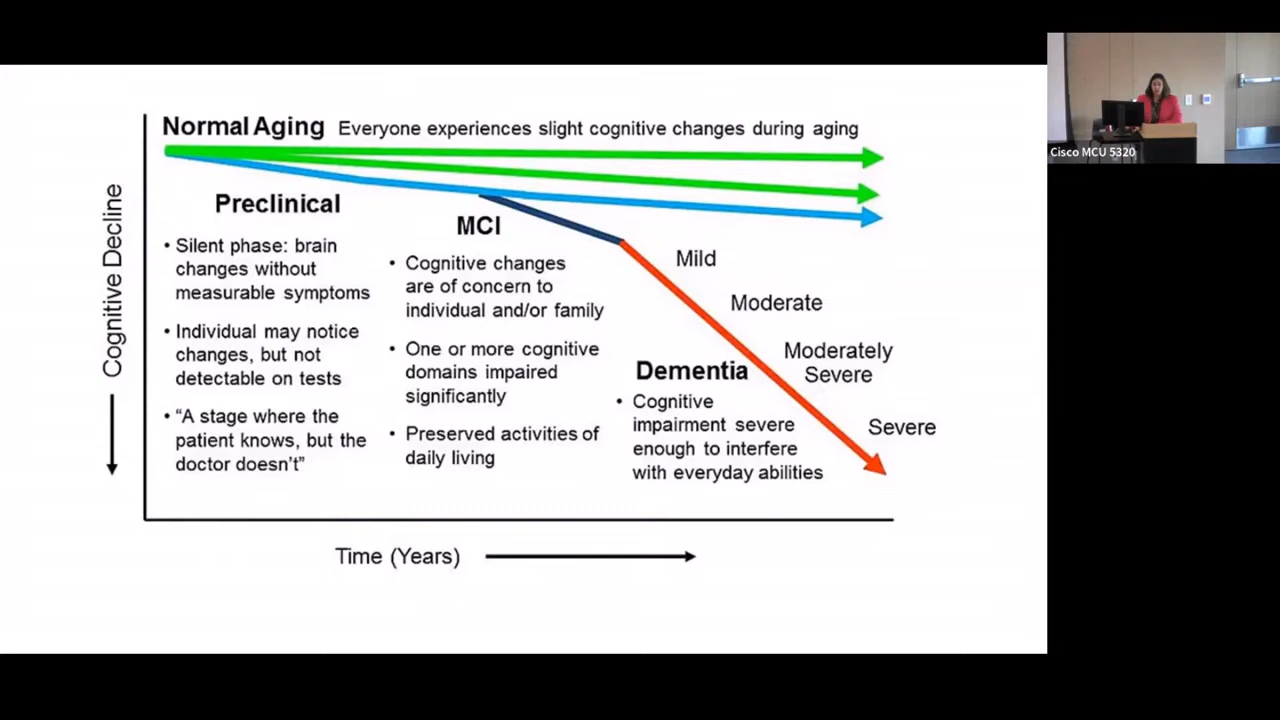 Normal Aging Everyone experiences slight cognitive changes during aging
Cognitive Decline
Preclinical
• Silent phase: brain
changes without
measurable symptoms
• Individual may notice
changes, but not
detectable on tests
• “A stage where the
patient knows, but the
doctor doesn’t”
MCI
• Cognitive changes
are of concern to
individual and/or family
• One or more cognitive
domains impaired
significantly
• Preserved activities of
daily living
Mild
Moderate
Moderately
Severe
Severe
Dementia
• Cognitive
impairment severe
enough to interfere
with everyday abilities
Time (Years)
Cisco MCU 5320